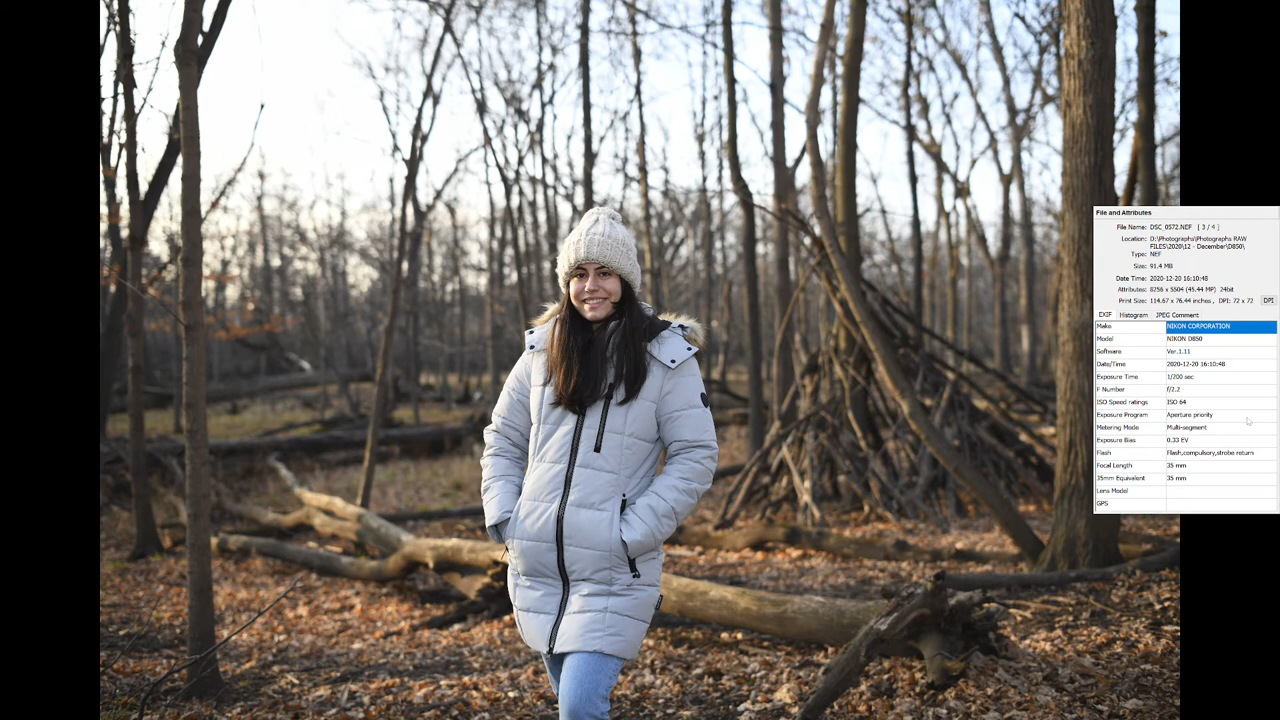 File and Attributes
File Name: DSC_0572.NEF [ 3 / 4 ]
Location: D:\Photographs\Photographs RAW
FILES\2020\12 - December\D850\
Type: NEF
Size: 91.4 MB
Date Time: 2020-12-20 16:10:48
Attributes: 8256 x 5504 (45.44 MP) 24bit
Print Size: 114.67 x 76.44 inches, DPI: 72 x 72 DPI
EXIF Histogram JPEG Comment
Make NIKON CORPORATION
Model NIKON D850
Software Ver.1.11
Date/Time 2020-12-20 16:10:48
Exposure Time 1/200 sec
F Number f/2.2
ISO Speed ratings ISO 64
Exposure Program Aperture priority
Metering Mode Multi-segment
Exposure Bias 0.33 EV
Flash Flash,compulsory,strobe return
Focal Length 35 mm
35mm Equivalent 35 mm
Lens Model
GPS